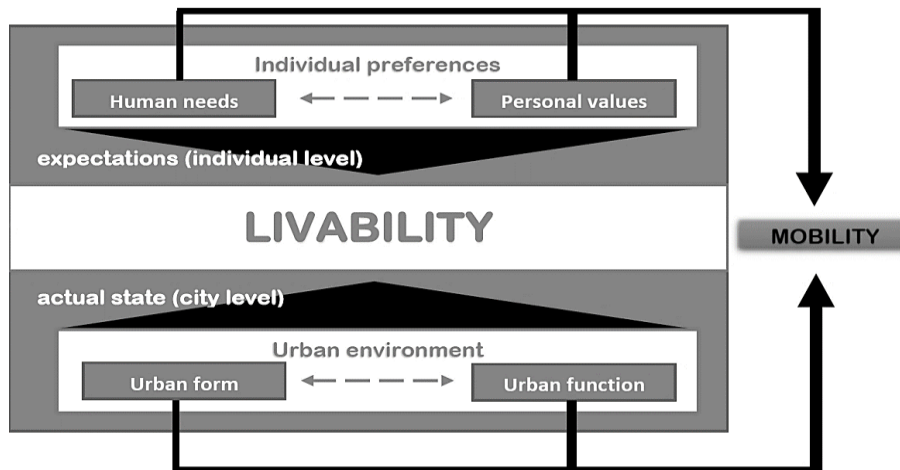 Individual preferences
Human needs
Personal values
expectations (individual level)
LIVABILITY
MOBILITY
actual state (city level)
Urban environment
Urban form
Urban function